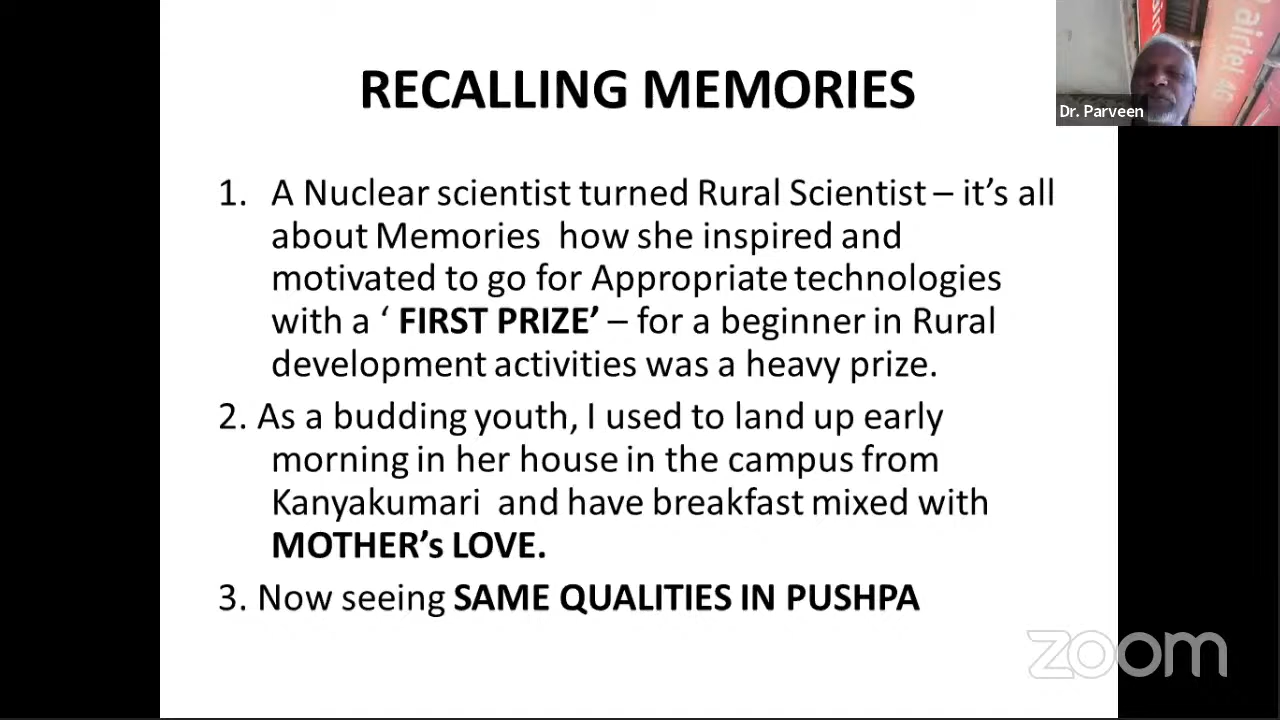 RECALLING MEMORIES
airtel 4G
Dr. Parveen
1. A Nuclear scientist turned Rural Scientist – it’s all
about Memories how she inspired and
motivated to go for Appropriate technologies
with a ‘ FIRST PRIZE’ – for a beginner in Rural
development activities was a heavy prize.
2. As a budding youth, I used to land up early
morning in her house in the campus from
Kanyakumari and have breakfast mixed with
MOTHER’s LOVE.
3. Now seeing SAME QUALITIES IN PUSHPA
zoom